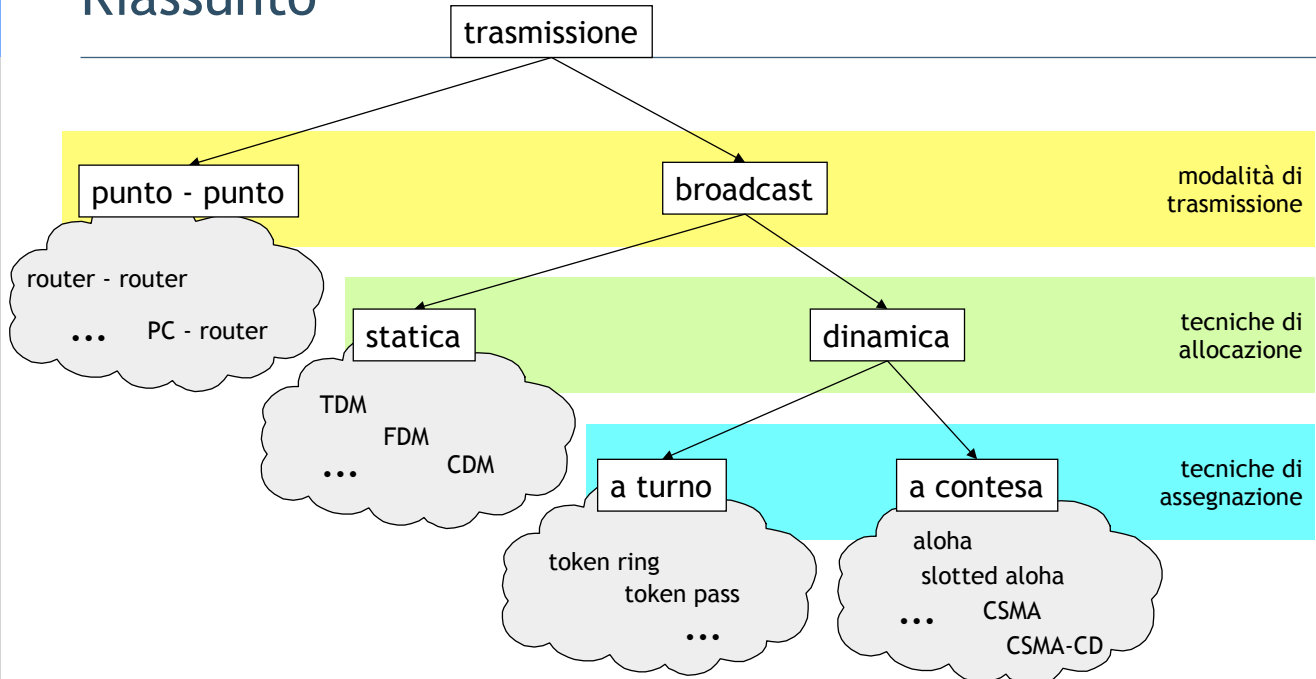 Riassunto
trasmissione
punto - punto
broadcast
modalità di
trasmissione
router - router
... PC - router
statica
dinamica
tecniche di
allocazione
TDM
FDM
... CDM
a turno
a contesa
tecniche di
assegnazione
token ring
token pass
...
aloha
slotted aloha
... CSMA
CSMA-CD